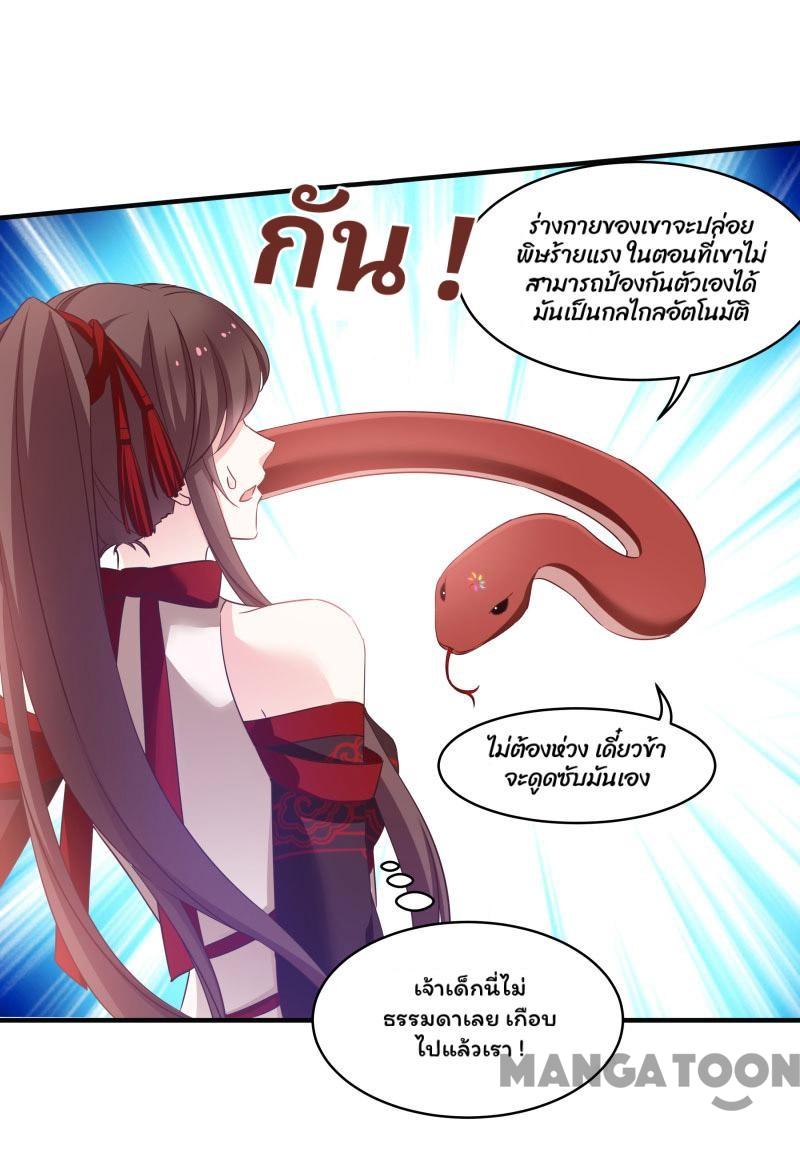 กัน !
ร่างกายของเขาจะปล่อย
พิษร้ายแรง ในตอนที่เขาไม่
สามารถป้องกันตัวเองได้
มันเป็นกลไกลอัตโนมัติ
ไม่ต้องห่วง เดี๋ยวข้า
จะดูดซับมันเอง
เจ้าเด็กนี่ไม่
ธรรมดาเลย เกือบ
ไปแล้วเรา !
MANGATOON